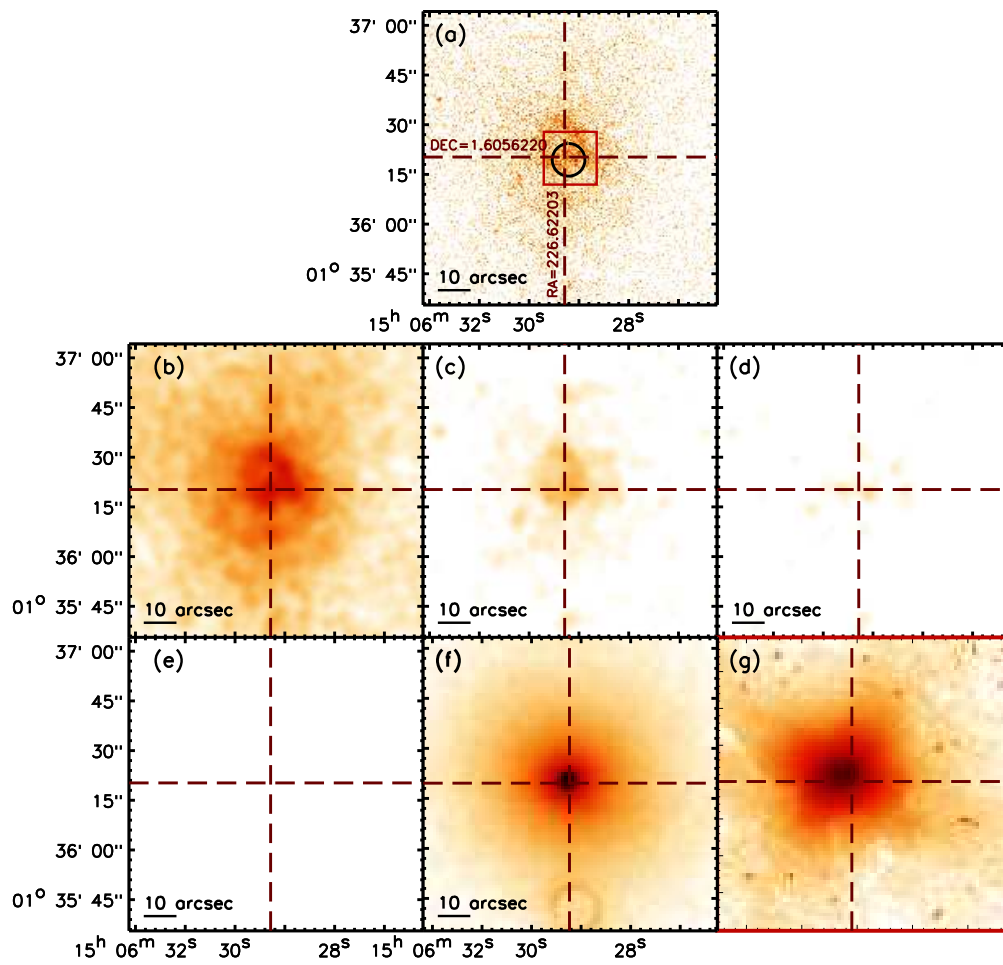 (a)
37' 00"
45"
30"
15"
36' 00"
01° 35' 45"
DEC=1.6056220
RA=226.62203
10 arcsec
15h 06m 32s 30s 28s
(b)
(c)
(d)
37' 00"
45"
30"
15"
36' 00"
01° 35' 45"
10 arcsec
10 arcsec
10 arcsec
(e)
(f)
(g)
37' 00"
45"
30"
15"
36' 00"
01° 35' 45"
10 arcsec
10 arcsec
15h 06m 32s 30s 28s 15h 06m 32s 30s 28s